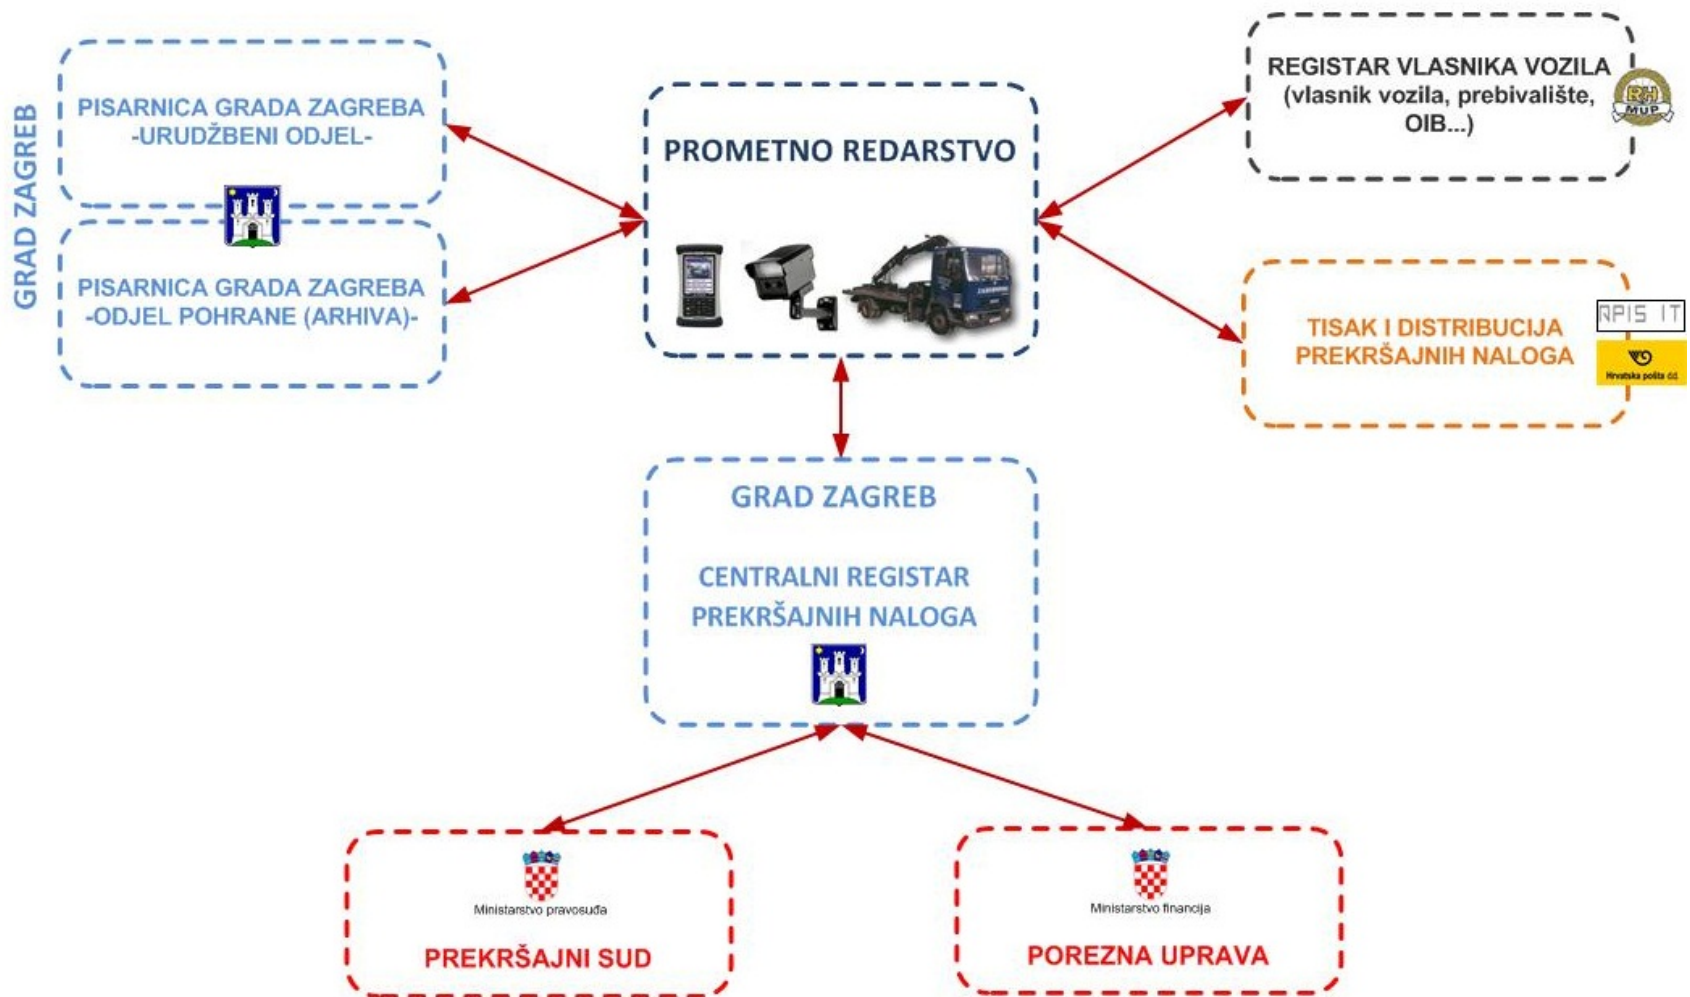 GRAD ZAGREB
PISARNICA GRADA ZAGREBA
-URUDŽBENI ODJEL-
PISARNICA GRADA ZAGREBA
-ODJEL POHRANE (ARHIVA)-
PROMETNO REDARSTVO
REGISTAR VLASNIKA VOZILA
(vlasnik vozila, prebivalište,
OIB...)
RH
MUP
TISAK I DISTRIBUCIJA
PREKRŠAJNIH NALOGA
APIS IT
Hrvatska pošta d.d.
GRAD ZAGREB
CENTRALNI REGISTAR
PREKRŠAJNIH NALOGA
Ministarstvo pravosuđa
PREKRŠAJNI SUD
Ministarstvo financija
POREZNA UPRAVA